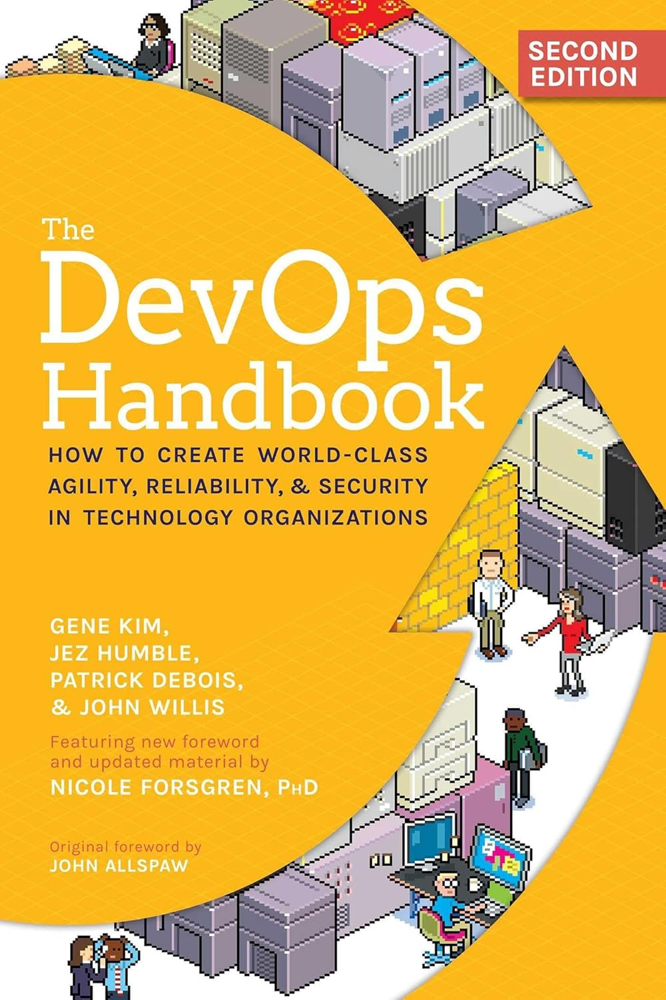 SECOND
EDITION
The
DevOps
Handbook
HOW TO CREATE WORLD-CLASS
AGILITY, RELIABILITY, & SECURITY
IN TECHNOLOGY ORGANIZATIONS
GENE KIM,
JEZ HUMBLE,
PATRICK DEBOIS,
& JOHN WILLIS
Featuring new foreword
and updated material by
NICOLE FORSGREN, PHD
Original foreword by
JOHN ALLSPAW